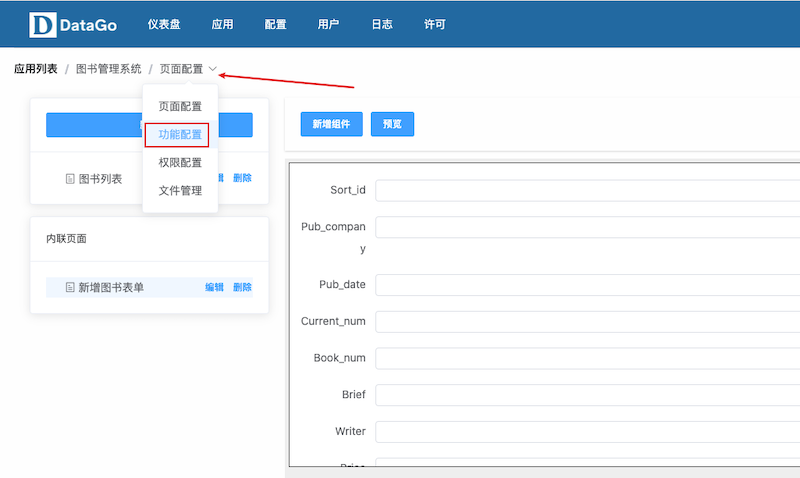 D DataGo 仪表盘 应用 配置 用户 日志 许可
应用列表 / 图书管理系统 / 页面配置
页面配置
功能配置
权限配置
文件管理
图书列表 删除
内联页面
新增图书表单 编辑 删除
新增组件 预览
Sort_id
Pub_compan
y
Pub_date
Current_num
Book_num
Brief
Writer